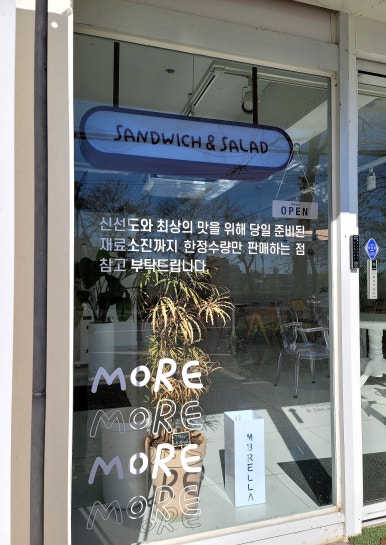 SANDWICH & SALAD
OPEN
신선도와 최상의 맛을 위해 당일 준비된
재료소진까지 한정수량만 판매하는 점
참고 부탁드립니다.
MORE
MORE
MORE
MORE
MBRELLA